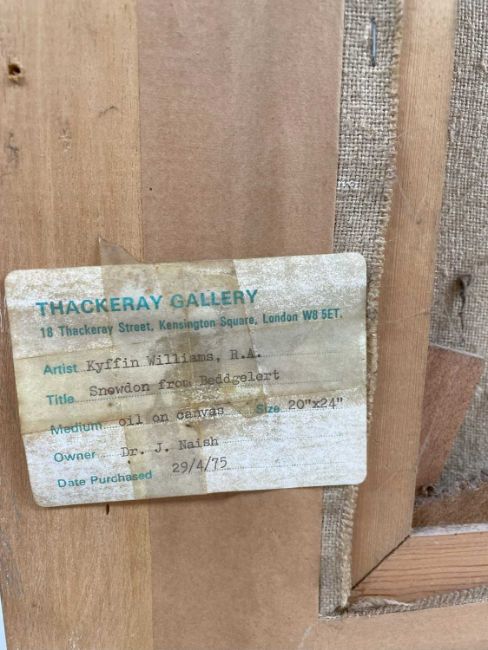 THACKERAY GALLERY
18 Thackeray Street, Kensington Square, London W8 5ET.
Artist Kyffin Williams, R.A.
Title Snowdon from Beddgelert
Medium oil on canvas Size 20"x24"
Owner Dr. J. Naish
Date Purchased 29/4/75